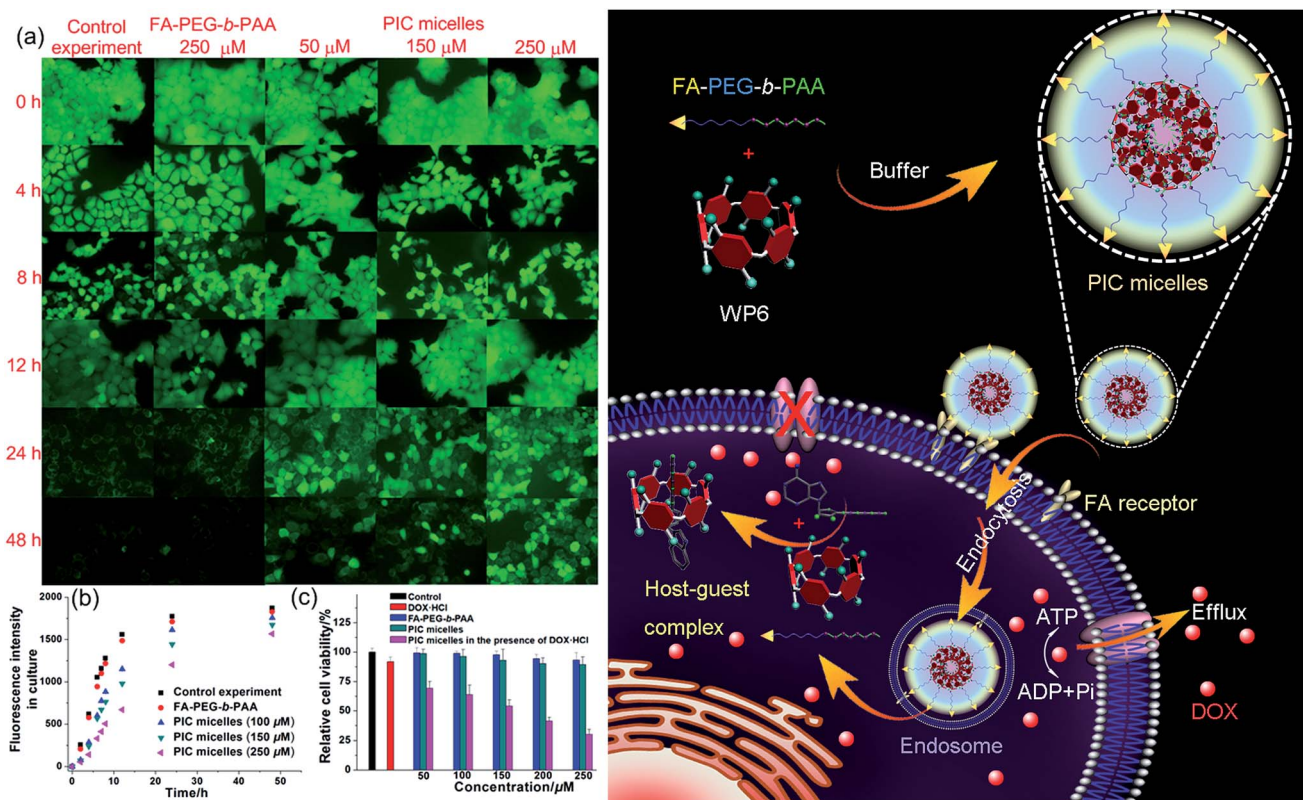 (a)
Control
experiment
FA-PEG-b-PAA
250 μM
PIC micelles
50 μM
150 μM
250 μM
0 h
4 h
8 h
12 h
24 h
48 h
(b)
Fluorescence intensity
in culture
2000
1750
1500
1250
1000
750
500
250
0
Control experiment
FA-PEG-b-PAA
PIC micelles (100 μM)
PIC micelles (150 μM)
PIC micelles (250 μM)
0 10 20 30 40 50
Time/h
(c)
Relative cell viability/%
125
100
75
50
25
0
Control
DOX·HCl
FA-PEG-b-PAA
PIC micelles
PIC micelles in the presence of DOX·HCl
50 100 150 200 250
Concentration/μM
FA-PEG-b-PAA
+
WP6
Buffer
PIC micelles
X
Endocytosis
FA receptor
+
Host-guest
complex
Endosome
ATP
ADP+Pi
Efflux
DOX